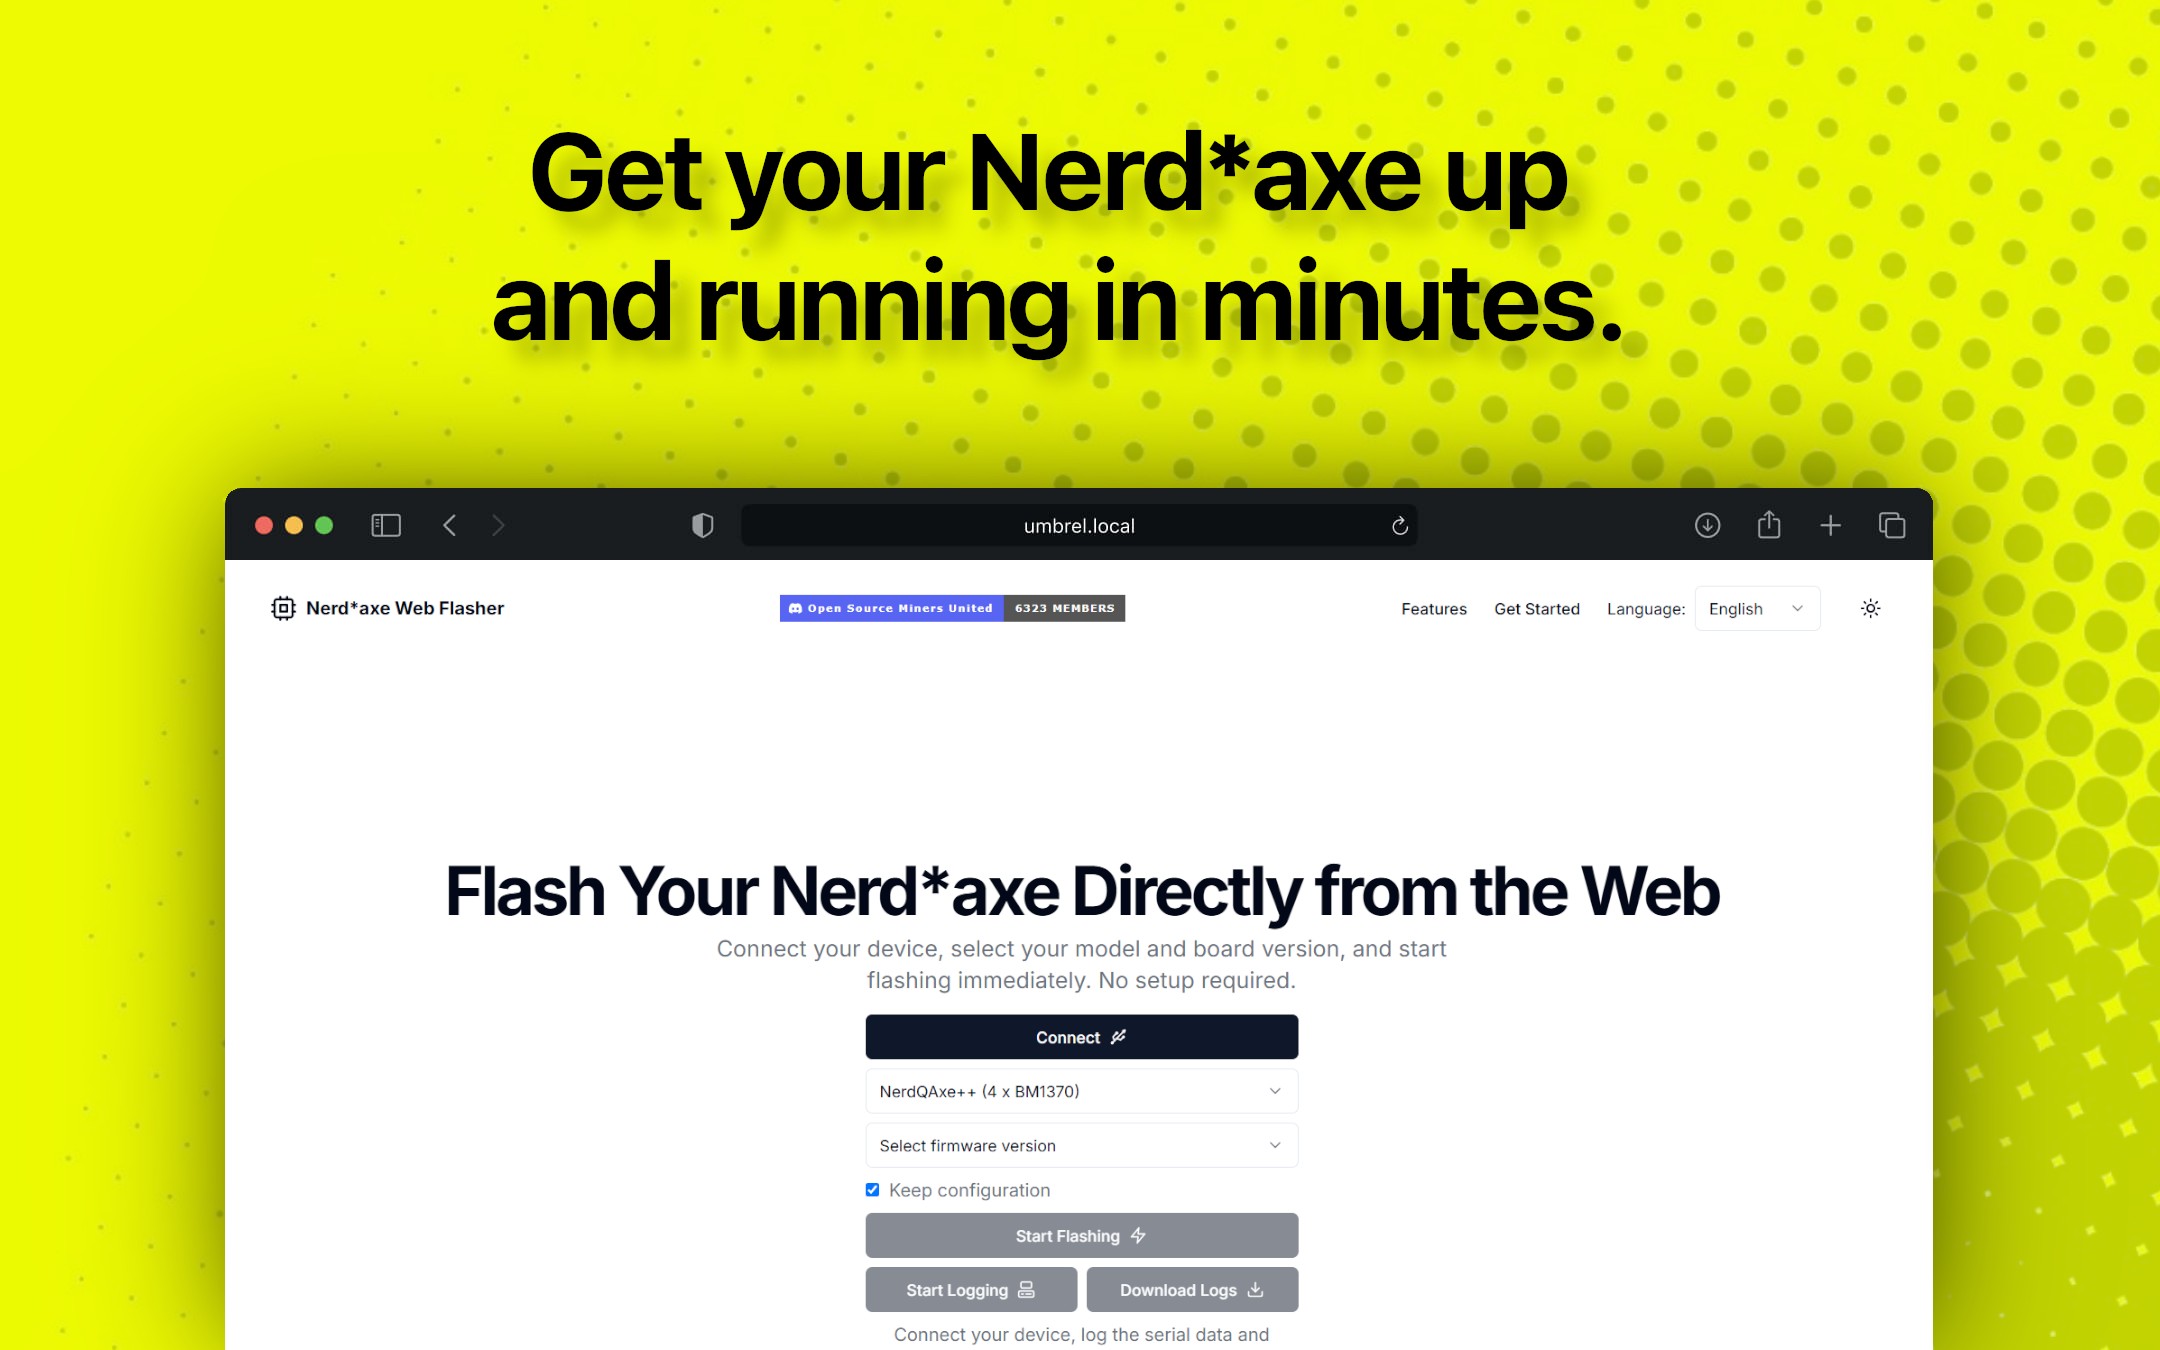 Get your Nerd*axe up
and running in minutes.
umbrel.local
Nerd*axe Web Flasher
Open Source Miners United 6323 MEMBERS
Features Get Started Language: English
Flash Your Nerd*axe Directly from the Web
Connect your device, select your model and board version, and start
flashing immediately. No setup required.
Connect
NerdQAxe++ (4 x BM1370)
Select firmware version
Keep configuration
Start Flashing
Start Logging Download Logs
Connect your device, log the serial data and